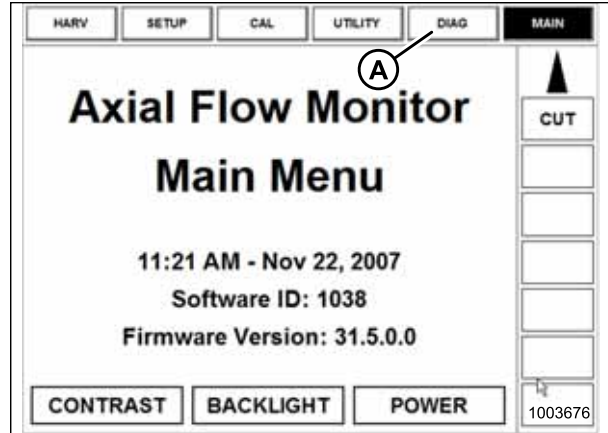 HARV SETUP CAL UTILITY DIAG MAIN
A
Axial Flow Monitor
CUT
Main Menu
11:21 AM - Nov 22, 2007
Software ID: 1038
Firmware Version: 31.5.0.0
CONTRAST BACKLIGHT POWER
1003676